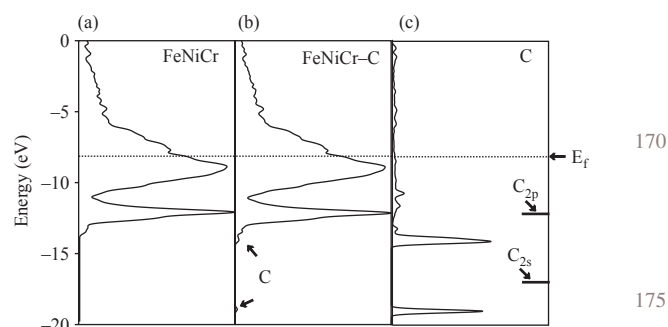 (a) (b) (c)
FeNiCr FeNiCr–C C
0
−5
−10
−15
−20
Energy (eV)
E_f
C_2p
C_2s
C
170
175